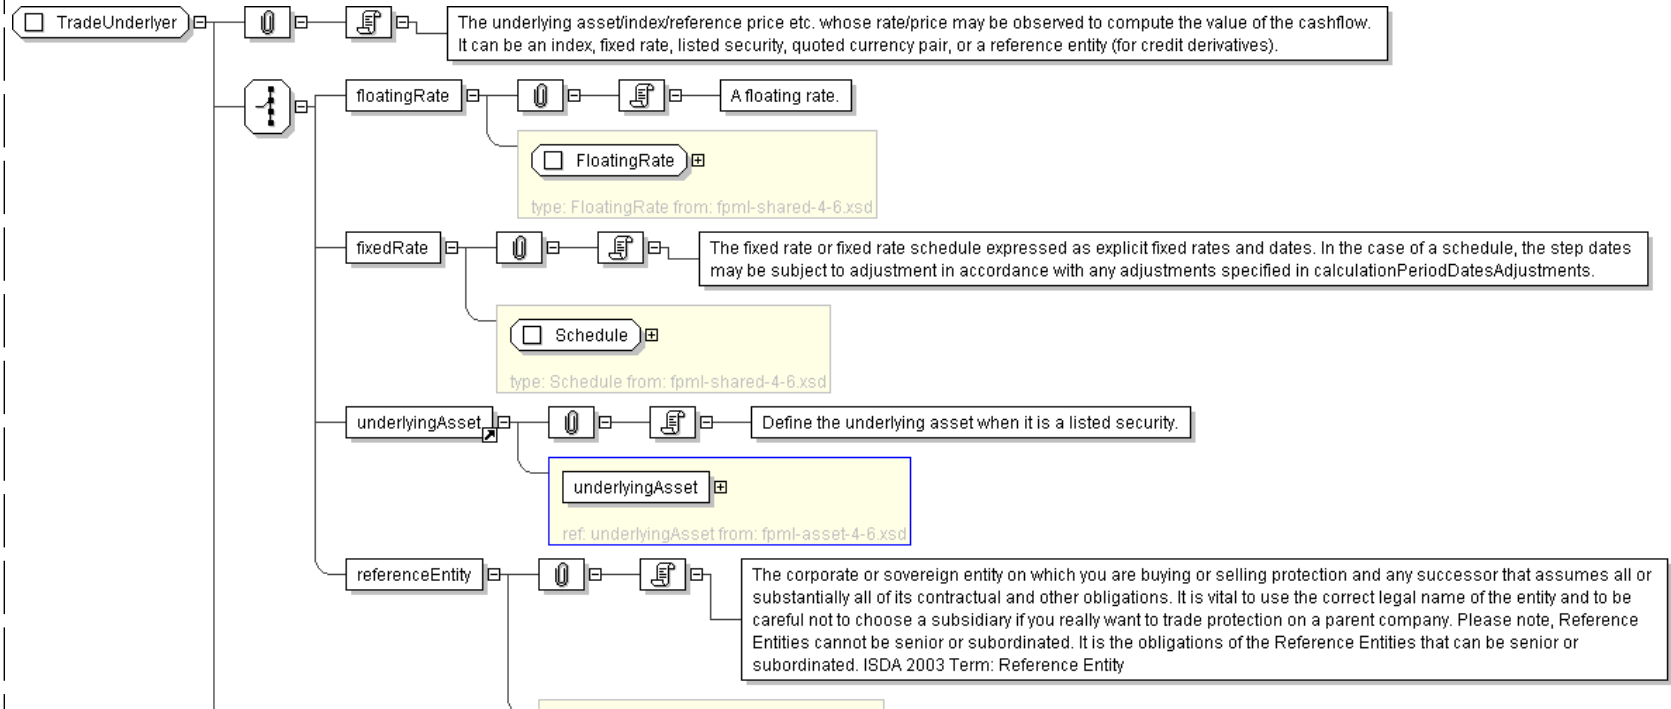 TradeUnderlyer
The underlying asset/index/reference price etc. whose rate/price may be observed to compute the value of the cashflow.
It can be an index, fixed rate, listed security, quoted currency pair, or a reference entity (for credit derivatives).
floatingRate
A floating rate.
FloatingRate
type: FloatingRate from: fpml-shared-4-6.xsd
fixedRate
The fixed rate or fixed rate schedule expressed as explicit fixed rates and dates. In the case of a schedule, the step dates
may be subject to adjustment in accordance with any adjustments specified in calculationPeriodDatesAdjustments.
Schedule
type: Schedule from: fpml-shared-4-6.xsd
underlyingAsset
Define the underlying asset when it is a listed security.
underlyingAsset
ref: underlyingAsset from: fpml-asset-4-6.xsd
referenceEntity
The corporate or sovereign entity on which you are buying or selling protection and any successor that assumes all or
substantially all of its contractual and other obligations. It is vital to use the correct legal name of the entity and to be
careful not to choose a subsidiary if you really want to trade protection on a parent company. Please note, Reference
Entities cannot be senior or subordinated. It is the obligations of the Reference Entities that can be senior or
subordinated. ISDA 2003 Term: Reference Entity